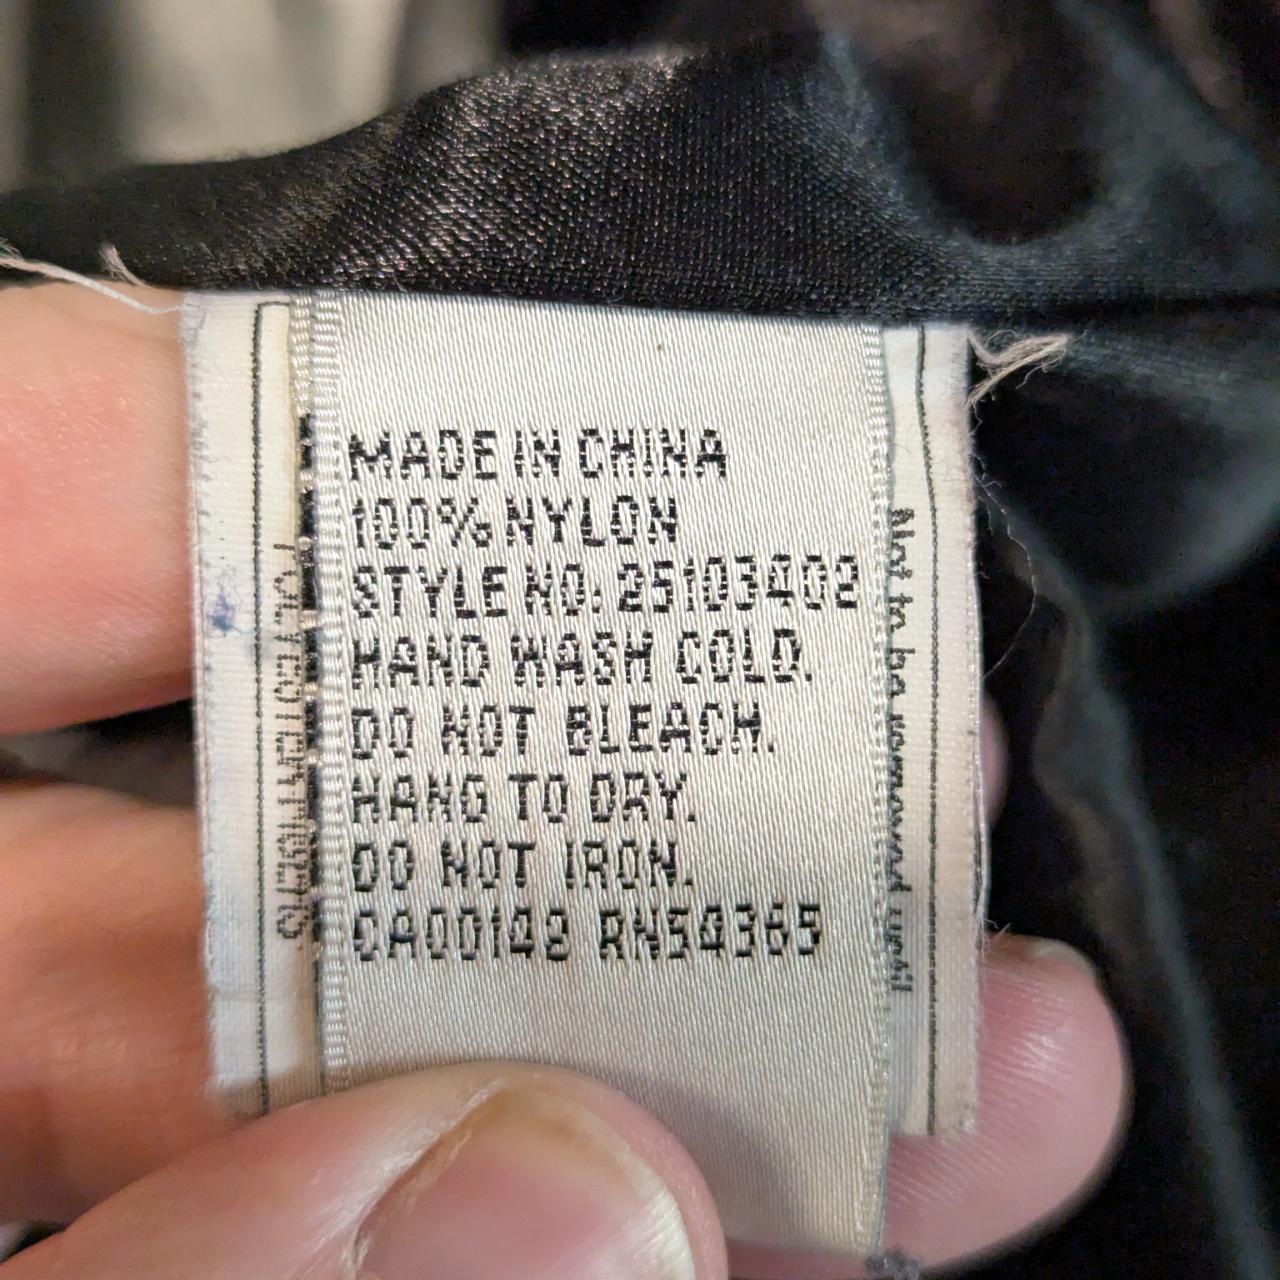 MADE IN CHINA
100% NYLON
STYLE NO: 25103402
HAND WASH COLD.
DO NOT BLEACH.
HANG TO DRY.
DO NOT IRON.
CA00142 RN54365
Not to be removed until